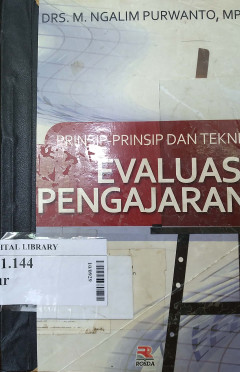 DRS. M. NGALIM PURWANTO, MP
PRINSIP-PRINSIP DAN TEKNI
EVALUAS
PENGAJARAN
ITAL LIBRARY
1.144
ur
ROSDA